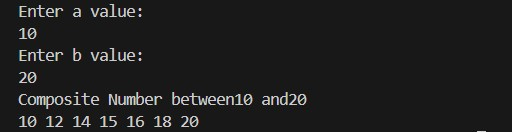 Enter a value:
10
Enter b value:
20
Composite Number between10 and20
10 12 14 15 16 18 20